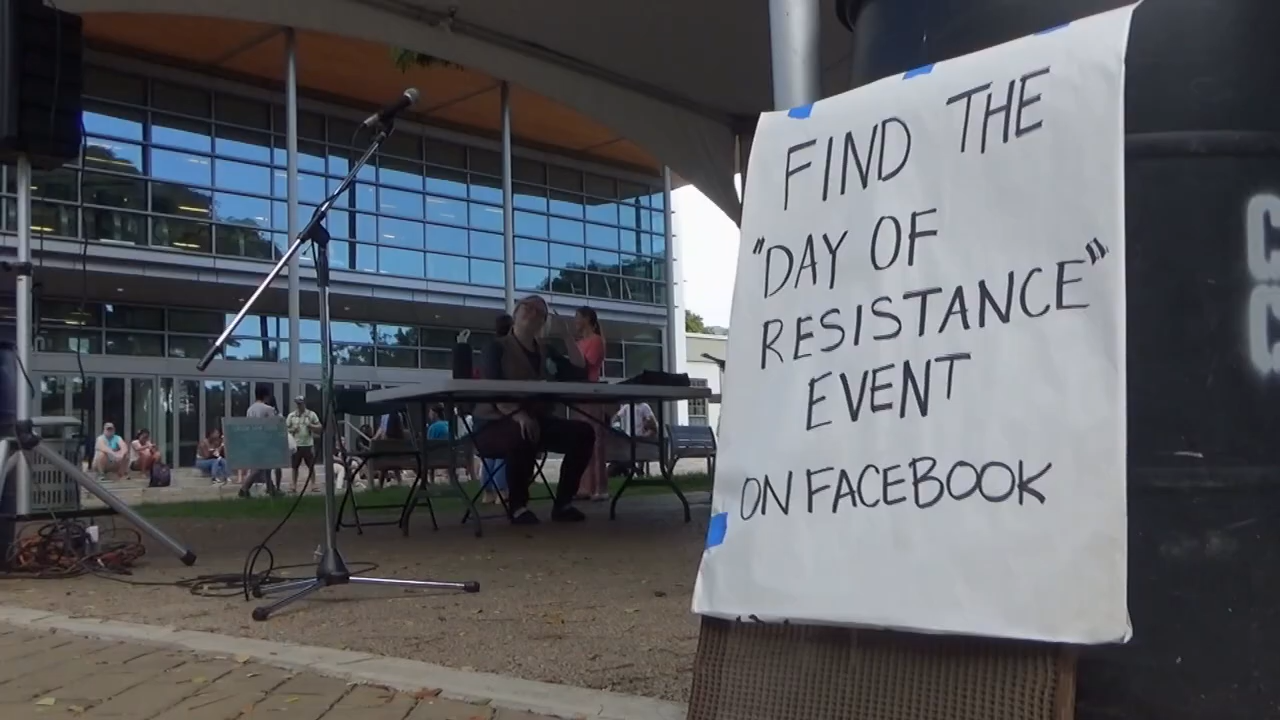 FIND THE
"DAY OF
RESISTANCE"
EVENT
ON FACEBOOK